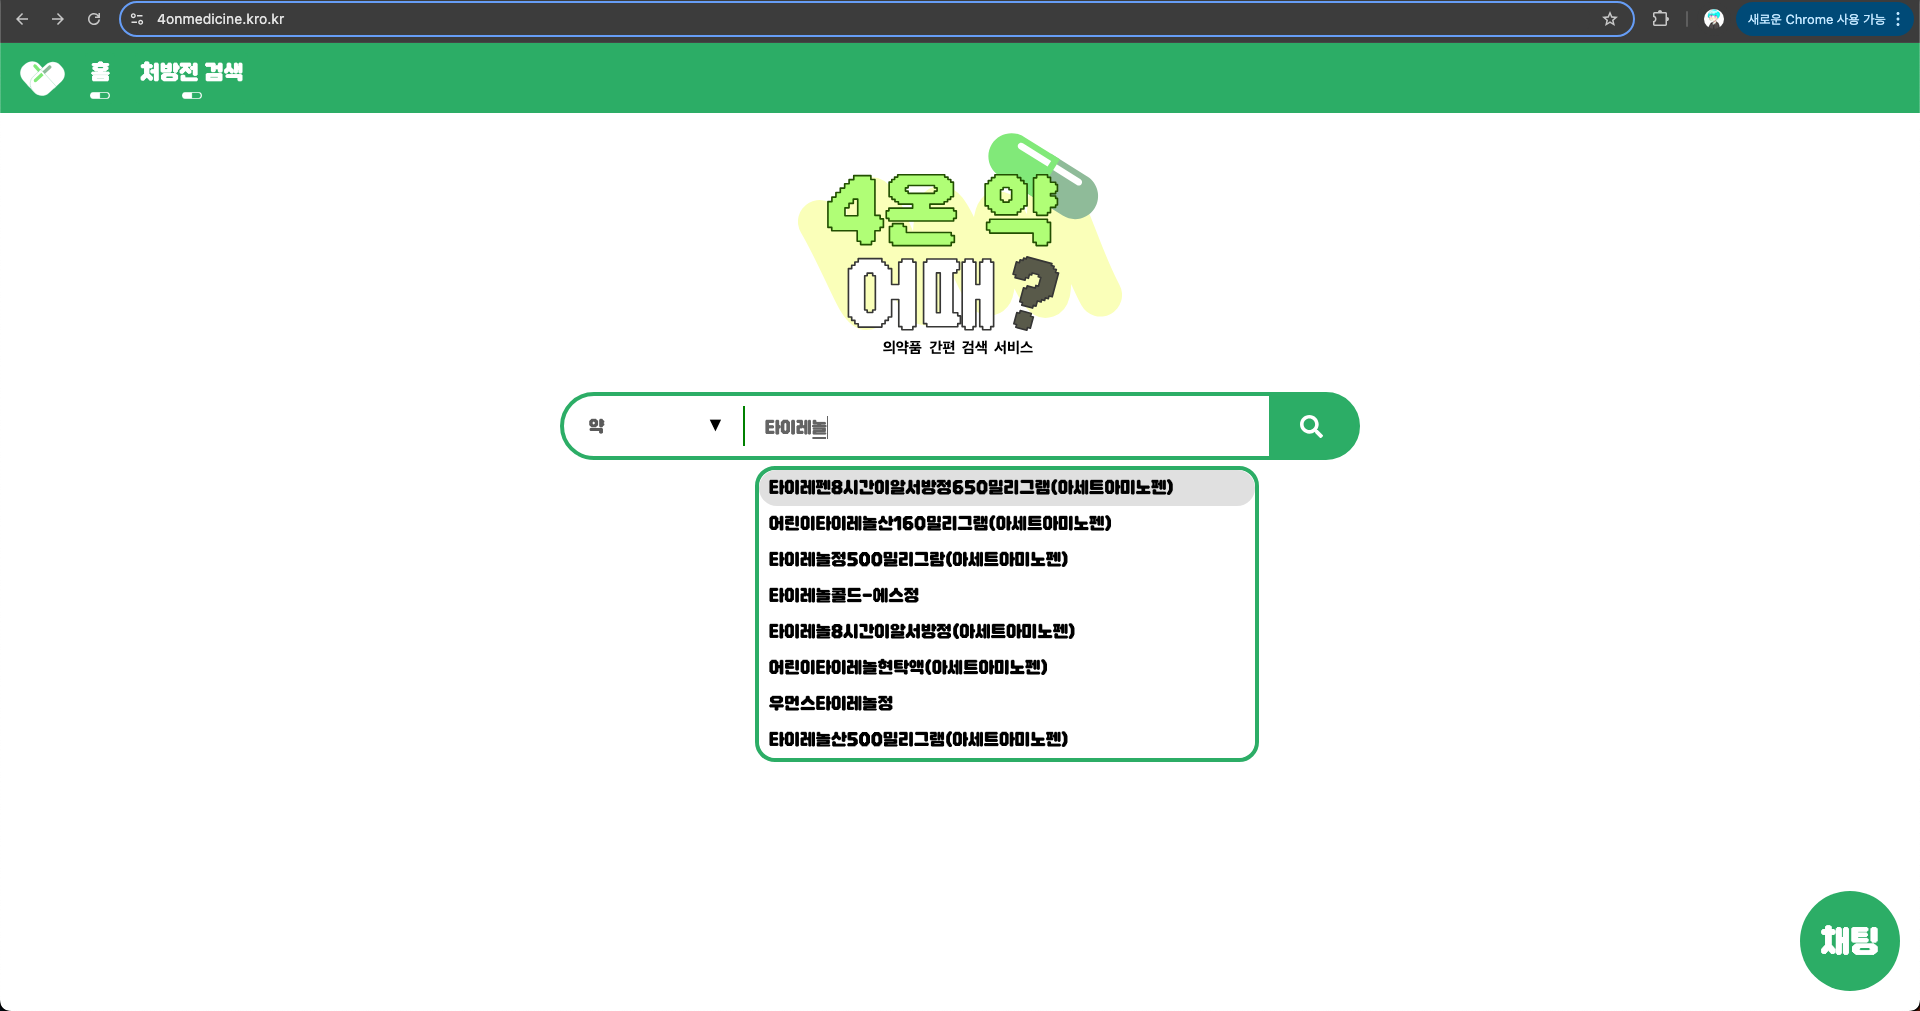 4onmedicine.kro.kr
새로운 Chrome 사용 가능
홈
처방전 검색
4온 약
어때?
의약품 간편 검색 서비스
약 ▼ 타이레놀
타이레펜8시간이알서방정650밀리그램(아세트아미노펜)
어린이타이레놀산160밀리그램(아세트아미노펜)
타이레놀정500밀리그람(아세트아미노펜)
타이레놀콜드-에스정
타이레놀8시간이알서방정(아세트아미노펜)
어린이타이레놀현탁액(아세트아미노펜)
우먼스타이레놀정
타이레놀산500밀리그램(아세트아미노펜)
채팅